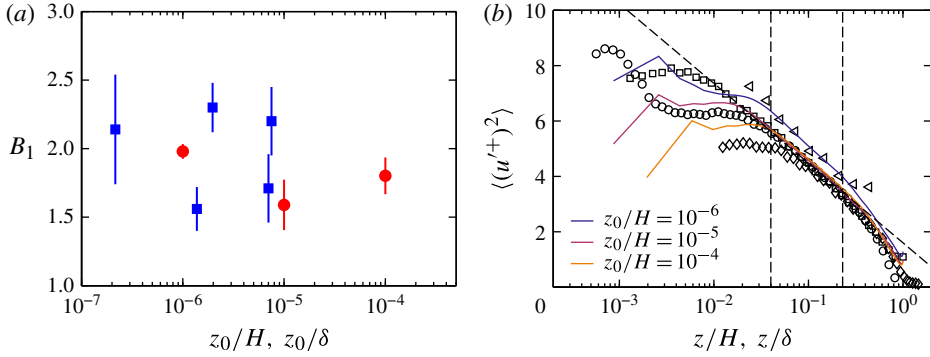 (a)
3.0
2.5
B₁ 2.0
1.5
1.0
10⁻⁷ 10⁻⁶ 10⁻⁵ 10⁻⁴
z₀/H, z₀/δ
(b)
10
8
⟨(u′⁺)²⟩ 6
4
2
z₀/H = 10⁻⁶
z₀/H = 10⁻⁵
z₀/H = 10⁻⁴
0 10⁻³ 10⁻² 10⁻¹ 10⁰
z/H, z/δ